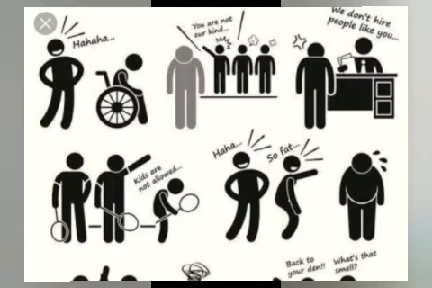 Hahaha...
You are not
our kind...
We don't hire
people like you...
Kids are
not allowed...
Haha...
So fat...
Back to
your den!!
What's that
smell?